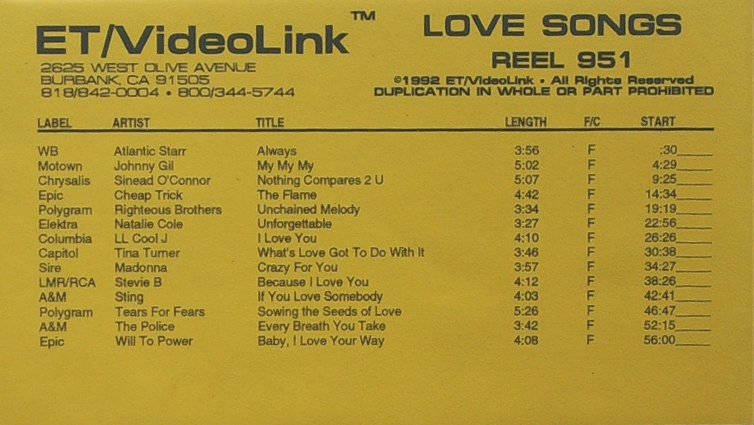 ET/VideoLink™
2625 WEST OLIVE AVENUE
BURBANK, CA 91505
818/842-0004 • 800/344-5744
LOVE SONGS
REEL 951
©1992 ET/VideoLink • All Rights Reserved
DUPLICATION IN WHOLE OR PART PROHIBITED
LABEL ARTIST TITLE LENGTH F/C START
WB Atlantic Starr Always 3:56 F :30
Motown Johnny Gil My My My 5:02 F 4:29
Chrysalis Sinead O'Connor Nothing Compares 2 U 5:07 F 9:25
Epic Cheap Trick The Flame 4:42 F 14:34
Polygram Righteous Brothers Unchained Melody 3:34 F 19:19
Elektra Natalie Cole Unforgettable 3:27 F 22:56
Columbia LL Cool J I Love You 4:10 F 26:26
Capitol Tina Turner What's Love Got To Do With It 3:46 F 30:38
Sire Madonna Crazy For You 3:57 F 34:27
LMR/RCA Stevie B Because I Love You 4:12 F 38:26
A&M Sting If You Love Somebody 4:03 F 42:41
Polygram Tears For Fears Sowing the Seeds of Love 5:26 F 46:47
A&M The Police Every Breath You Take 3:42 F 52:15
Epic Will To Power Baby, I Love Your Way 4:08 F 56:00